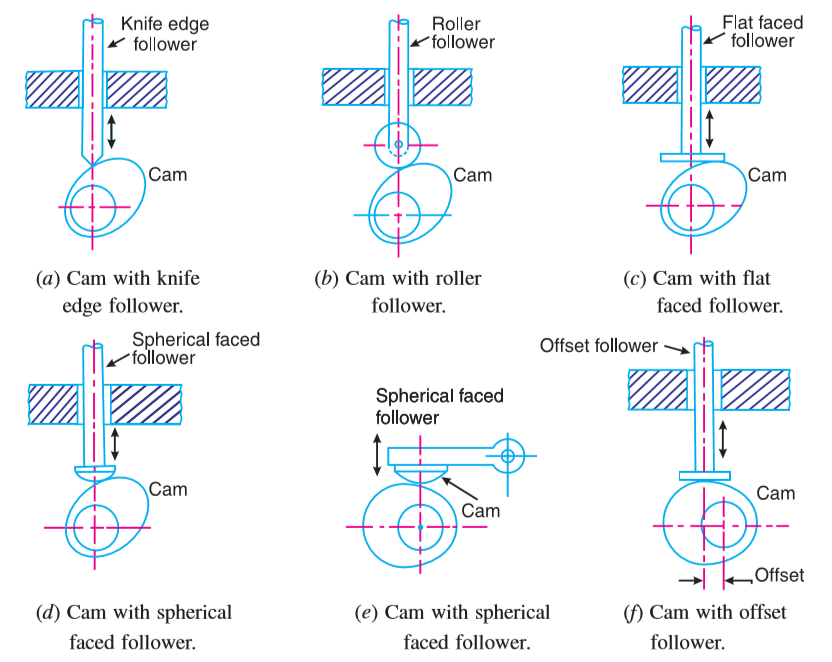 Knife edge
follower
Cam
(a) Cam with knife
edge follower.
Roller
follower
Cam
(b) Cam with roller
follower.
Flat faced
follower
Cam
(c) Cam with flat
faced follower.
Spherical faced
follower
Cam
(d) Cam with spherical
faced follower.
Spherical faced
follower
Cam
(e) Cam with spherical
faced follower.
Offset follower
Cam
Offset
(f) Cam with offset
follower.